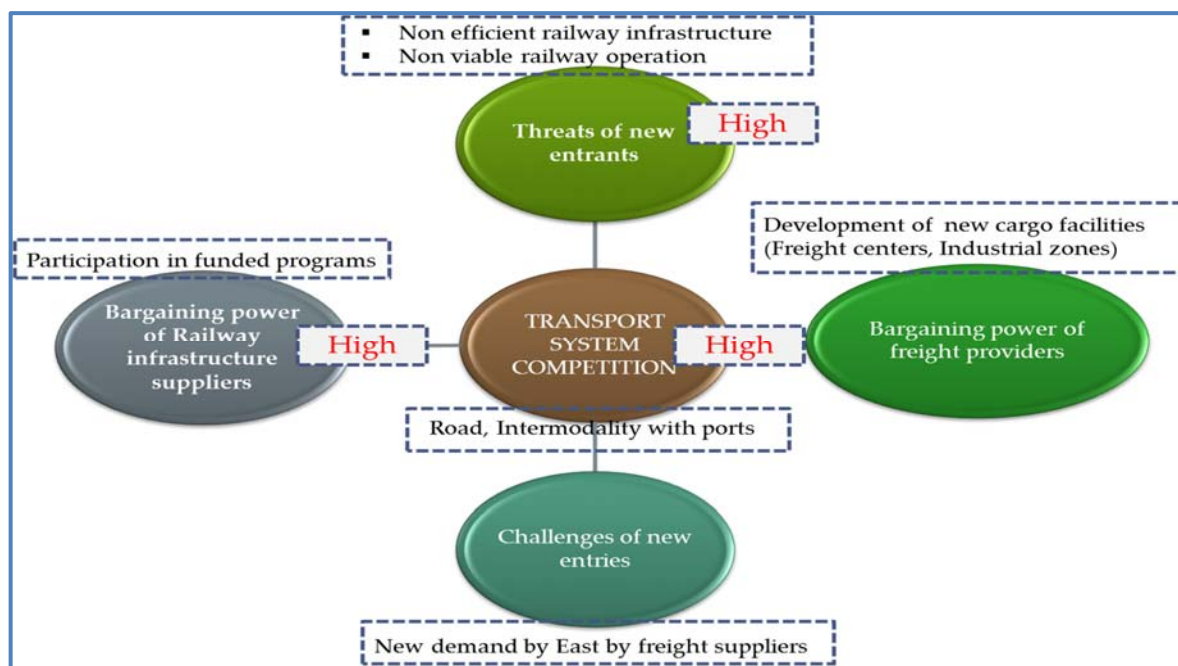 ▪ Non efficient railway infrastructure
▪ Non viable railway operation
Threats of new
entrants
High
Development of new cargo facilities
(Freight centers, Industrial zones)
Participation in funded programs
Bargaining power
of Railway
infrastructure
suppliers
High
TRANSPORT
SYSTEM
COMPETITION
High
Bargaining power of
freight providers
Road, Intermodality with ports
Challenges of new
entries
New demand by East by freight suppliers